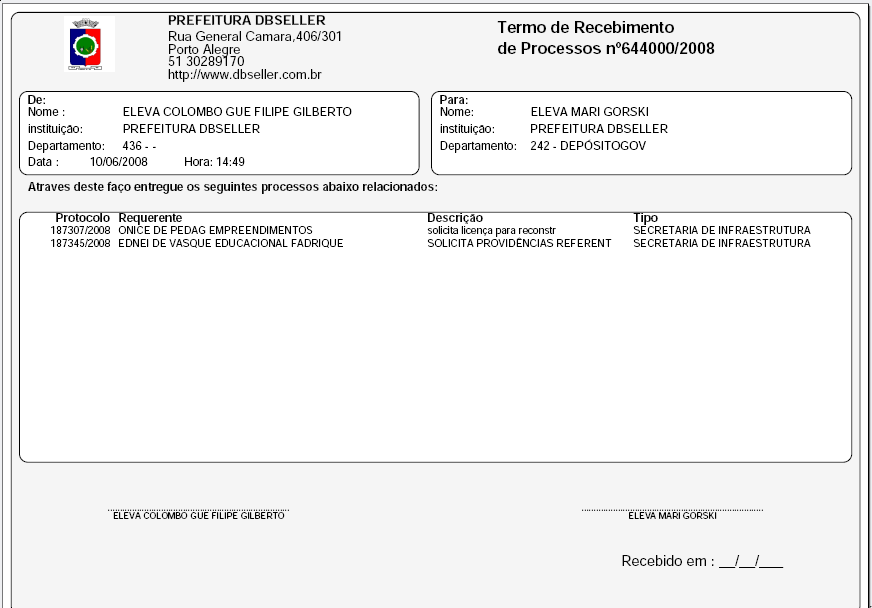 PREFEITURA DBSELLER
Rua General Camara,406/301
Porto Alegre
51 30289170
http://www.dbseller.com.br
Termo de Recebimento
de Processos nº644000/2008
De:
Nome : ELEVA COLOMBO GUE FILIPE GILBERTO
instituição: PREFEITURA DBSELLER
Departamento: 436 - -
Data : 10/06/2008 Hora: 14:49
Para:
Nome: ELEVA MARI GORSKI
instituição: PREFEITURA DBSELLER
Departamento: 242 - DEPÓSITOGOV
Atraves deste faço entregue os seguintes processos abaixo relacionados:
Protocolo Requerente Descrição Tipo
187307/2008 ONICE DE PEDAG EMPREENDIMENTOS solicita licença para reconstr SECRETARIA DE INFRAESTRUTURA
187345/2008 EDNEI DE VASQUE EDUCACIONAL FADRIQUE SOLICITA PROVIDÊNCIAS REFERENT SECRETARIA DE INFRAESTRUTURA
ELEVA COLOMBO GUE FILIPE GILBERTO
ELEVA MARI GORSKI
Recebido em : __/__/___